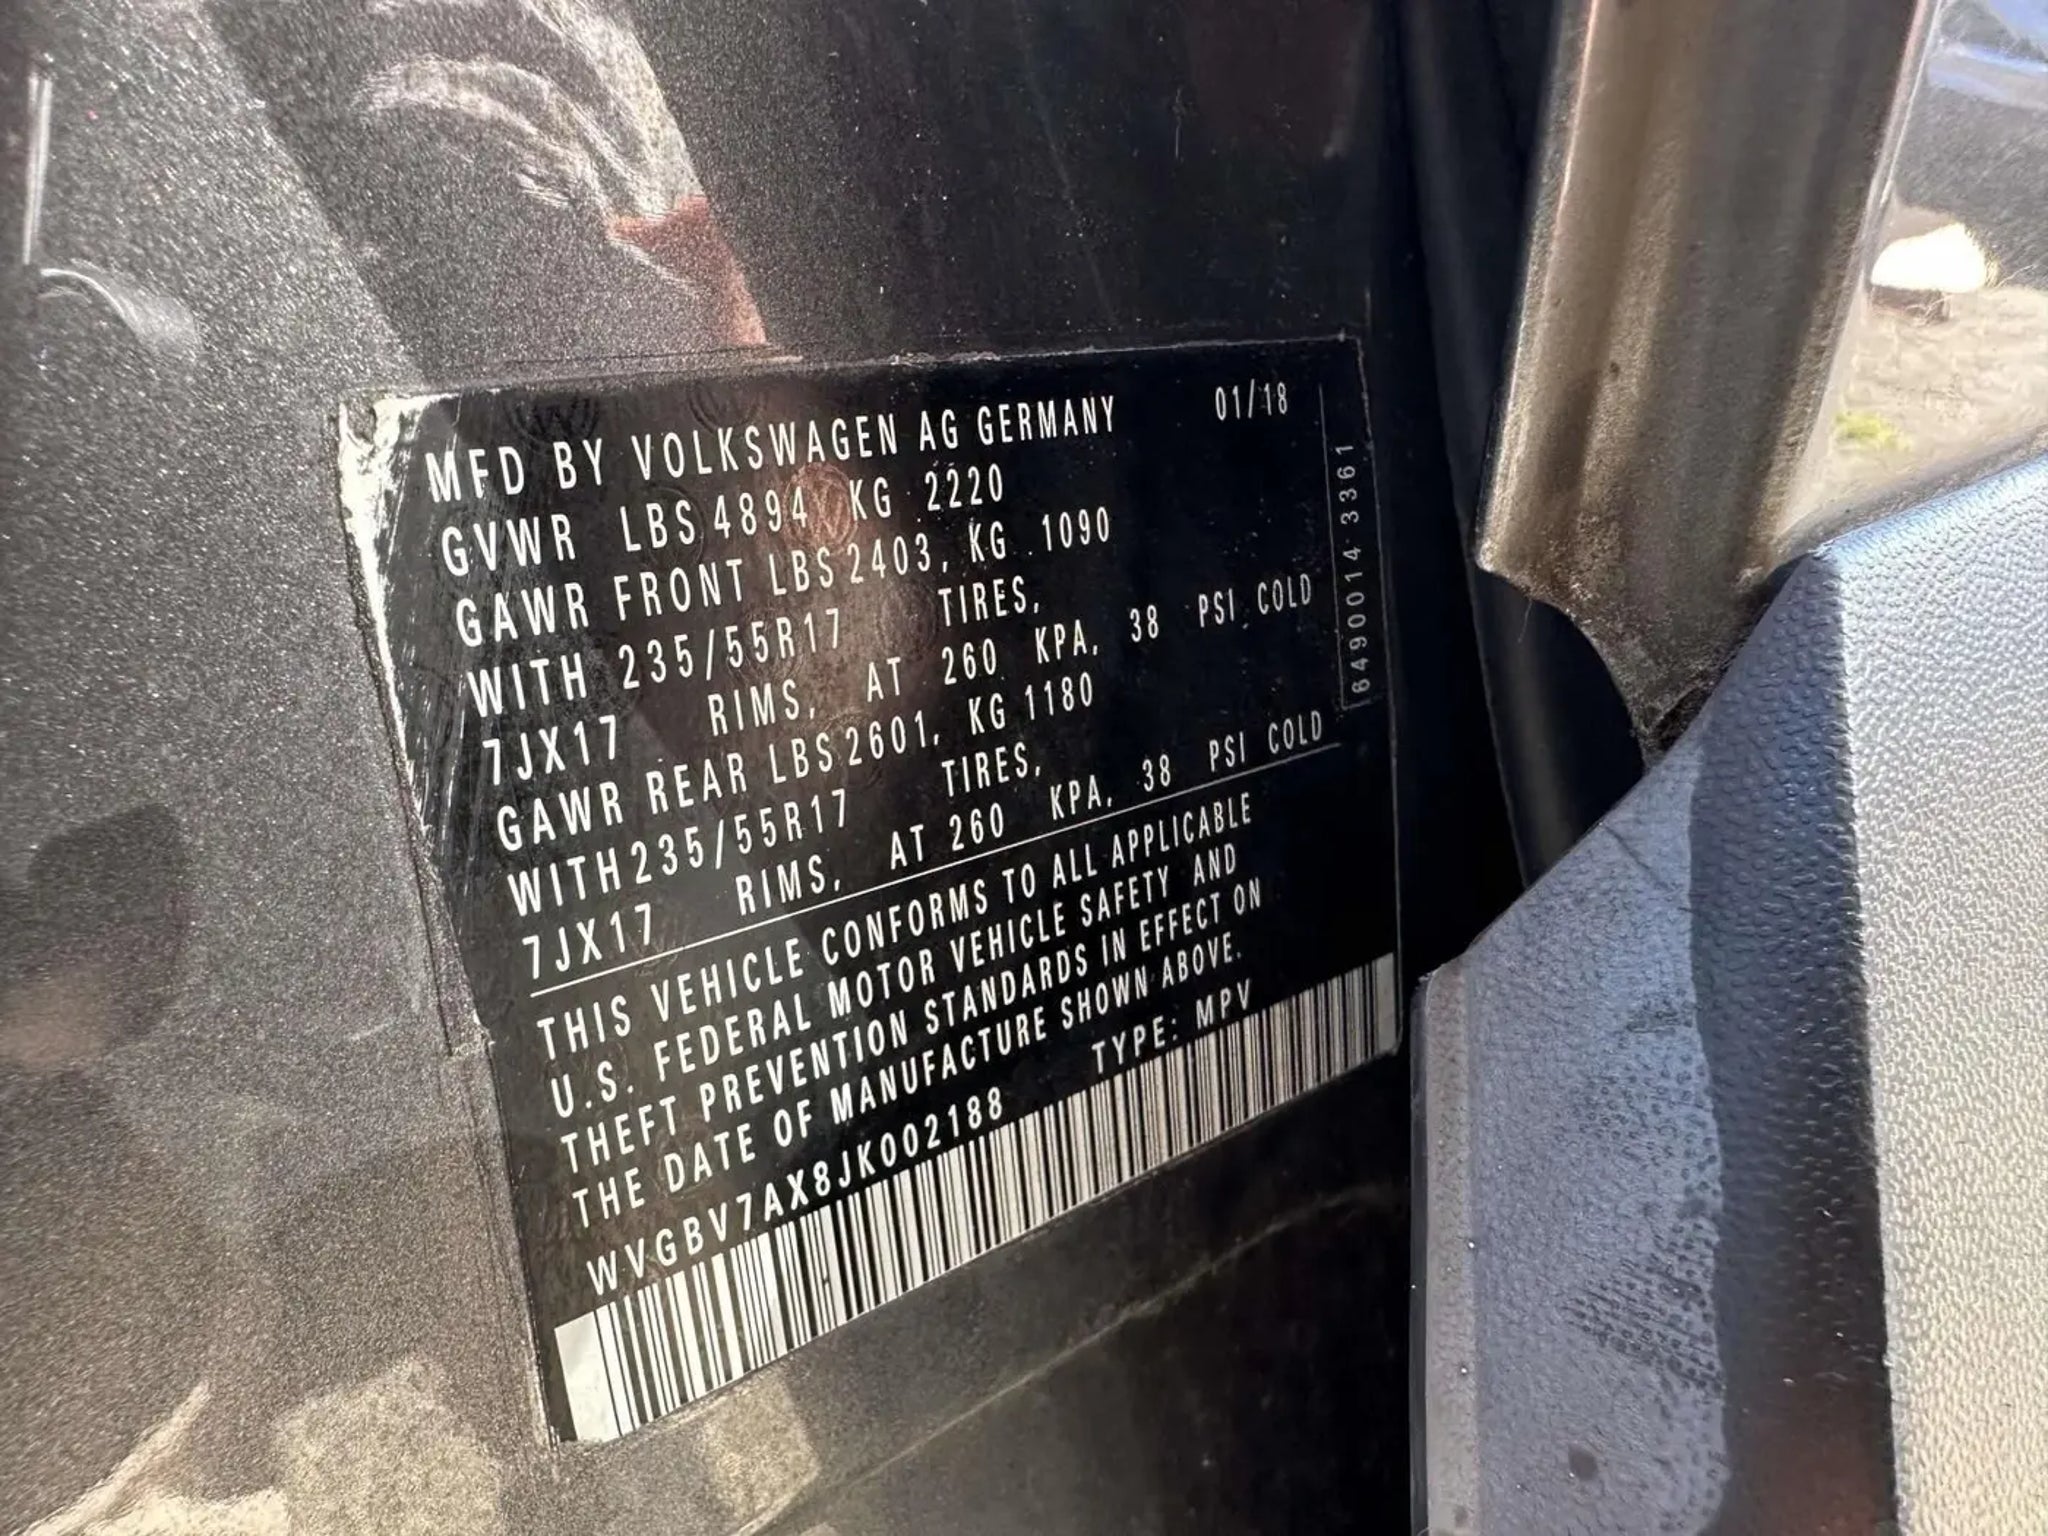 MFD BY VOLKSWAGEN AG GERMANY 01/18
GVWR LBS 4894 KG 2220
GAWR FRONT LBS 2403, KG 1090
WITH 235/55R17 TIRES,
7JX17 RIMS, AT 260 KPA, 38 PSI COLD
GAWR REAR LBS 2601, KG 1180
WITH 235/55R17 TIRES,
7JX17 RIMS, AT 260 KPA, 38 PSI COLD
THIS VEHICLE CONFORMS TO ALL APPLICABLE
U.S. FEDERAL MOTOR VEHICLE SAFETY AND
THEFT PREVENTION STANDARDS IN EFFECT ON
THE DATE OF MANUFACTURE SHOWN ABOVE.
WVGBV7AX8JK002188 TYPE: MPV
6490014 3361